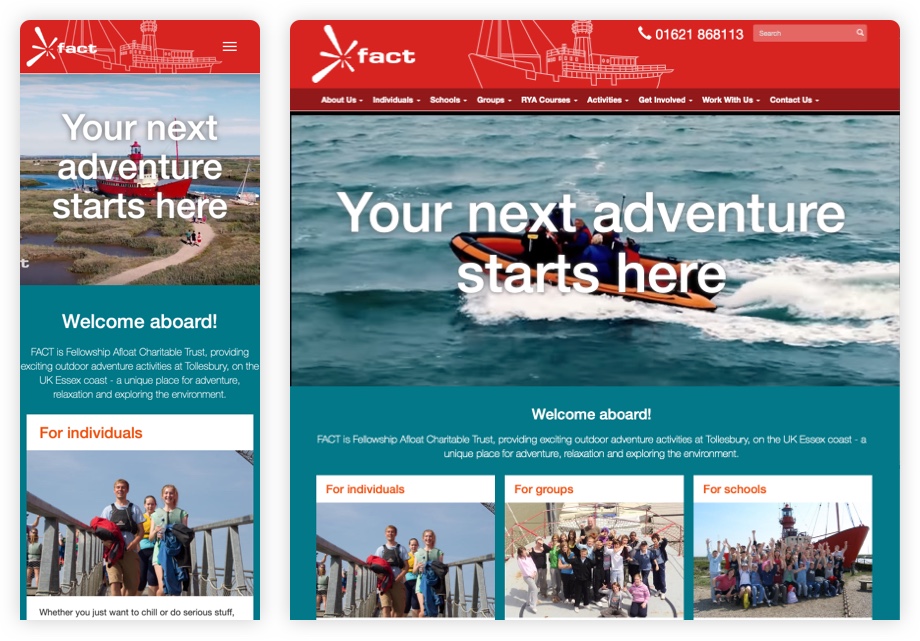 fact
Your next
adventure
starts here
t
Welcome aboard!
FACT is Fellowship Afloat Charitable Trust, providing
exciting outdoor adventure activities at Tollesbury, on the
UK Essex coast - a unique place for adventure,
relaxation and exploring the environment.
For individuals
Whether you just want to chill or do serious stuff,
fact
01621 868113
Search
About Us
Individuals
Schools
Groups
RYA Courses
Activities
Get Involved
Work With Us
Contact Us
Your next adventure
starts here
Welcome aboard!
FACT is Fellowship Afloat Charitable Trust, providing exciting outdoor adventure activities at Tollesbury, on the UK Essex coast - a
unique place for adventure, relaxation and exploring the environment.
For individuals
For groups
For schools